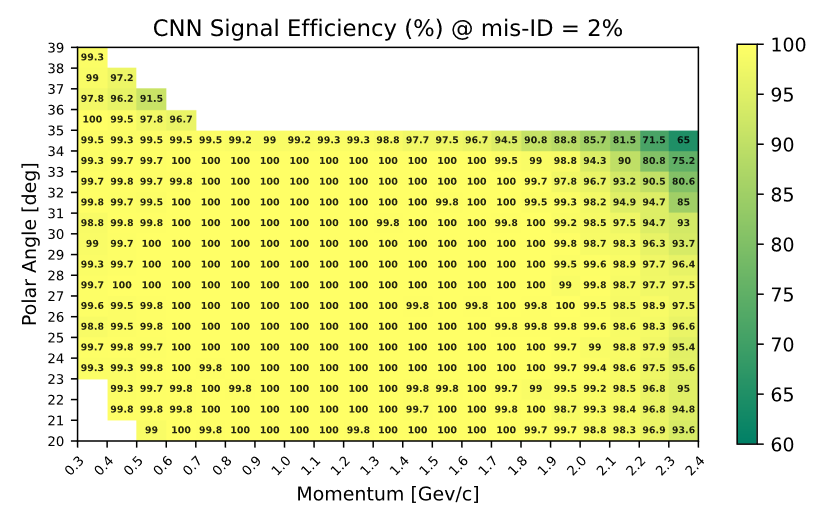 CNN Signal Efficiency (%) @ mis-ID = 2%
Polar Angle [deg]
39
38
37
36
35
34
33
32
31
30
29
28
27
26
25
24
23
22
21
20
99.3
99 97.2
97.8 96.2 91.5
100 99.5 97.8 96.7
99.5 99.3 99.5 99.5 99.5 99.2 99 99.2 99.3 99.3 98.8 97.7 97.5 96.7 94.5 90.8 88.8 85.7 81.5 71.5 65
99.3 99.7 99.7 100 100 100 100 100 100 100 100 100 100 100 99.5 99 98.8 94.3 90 80.8 75.2
99.7 99.8 99.7 99.8 100 100 100 100 100 100 100 100 100 100 100 99.7 97.8 96.7 93.2 90.5 80.6
99.8 99.7 99.5 100 100 100 100 100 100 100 100 100 99.8 100 100 99.5 99.3 98.2 94.9 94.7 85
98.8 99.8 99.8 100 100 100 100 100 100 100 99.8 100 100 100 99.8 100 99.2 98.5 97.5 94.7 93
99 99.7 100 100 100 100 100 100 100 100 100 100 100 100 100 100 99.8 98.7 98.3 96.3 93.7
99.3 99.7 100 100 100 100 100 100 100 100 100 100 100 100 100 100 99.5 99.6 98.9 97.7 96.4
99.7 100 100 100 100 100 100 100 100 100 100 100 100 100 100 100 99 99.8 98.7 97.7 97.5
99.6 99.5 99.8 100 100 100 100 100 100 100 100 99.8 100 99.8 100 99.8 100 99.5 98.5 98.9 97.5
98.8 99.5 99.8 100 100 100 100 100 100 100 100 100 100 100 99.8 99.8 99.8 99.6 98.6 98.3 96.6
99.7 99.8 99.7 100 100 100 100 100 100 100 100 100 100 100 100 100 99.7 99 98.8 97.9 95.4
99.3 99.3 99.8 100 99.8 100 100 100 100 100 100 100 100 100 100 100 99.7 99.4 98.6 97.5 95.6
99.3 99.7 99.8 100 99.8 100 100 100 100 100 99.8 99.8 100 99.7 99 99.5 99.2 98.5 96.8 95
99.8 99.8 99.8 100 100 100 100 100 100 100 99.7 100 100 99.8 100 98.7 99.3 98.4 96.8 94.8
99 100 99.8 100 100 100 100 99.8 100 100 100 100 100 99.7 99.7 98.8 98.3 96.9 93.6
0.3 0.4 0.5 0.6 0.7 0.8 0.9 1.0 1.1 1.2 1.3 1.4 1.5 1.6 1.7 1.8 1.9 2.0 2.1 2.2 2.3 2.4
Momentum [Gev/c]
100
95
90
85
80
75
70
65
60